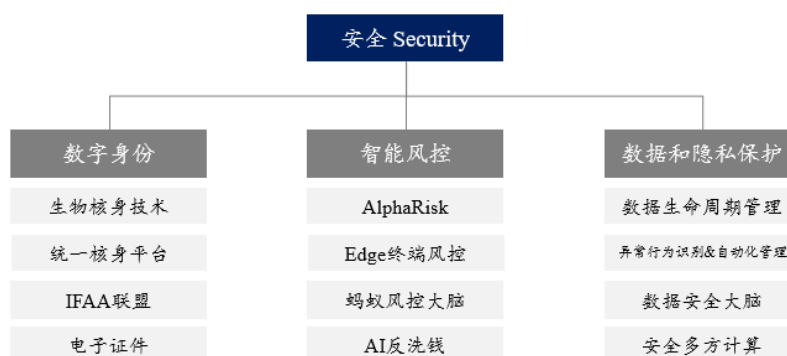 安全 Security
数字身份
智能风控
数据和隐私保护
生物核身技术
AlphaRisk
数据生命周期管理
统一核身平台
Edge终端风控
异常行为识别&自动化管理
IFAA联盟
蚂蚁风控大脑
数据安全大脑
电子证件
AI反洗钱
安全多方计算